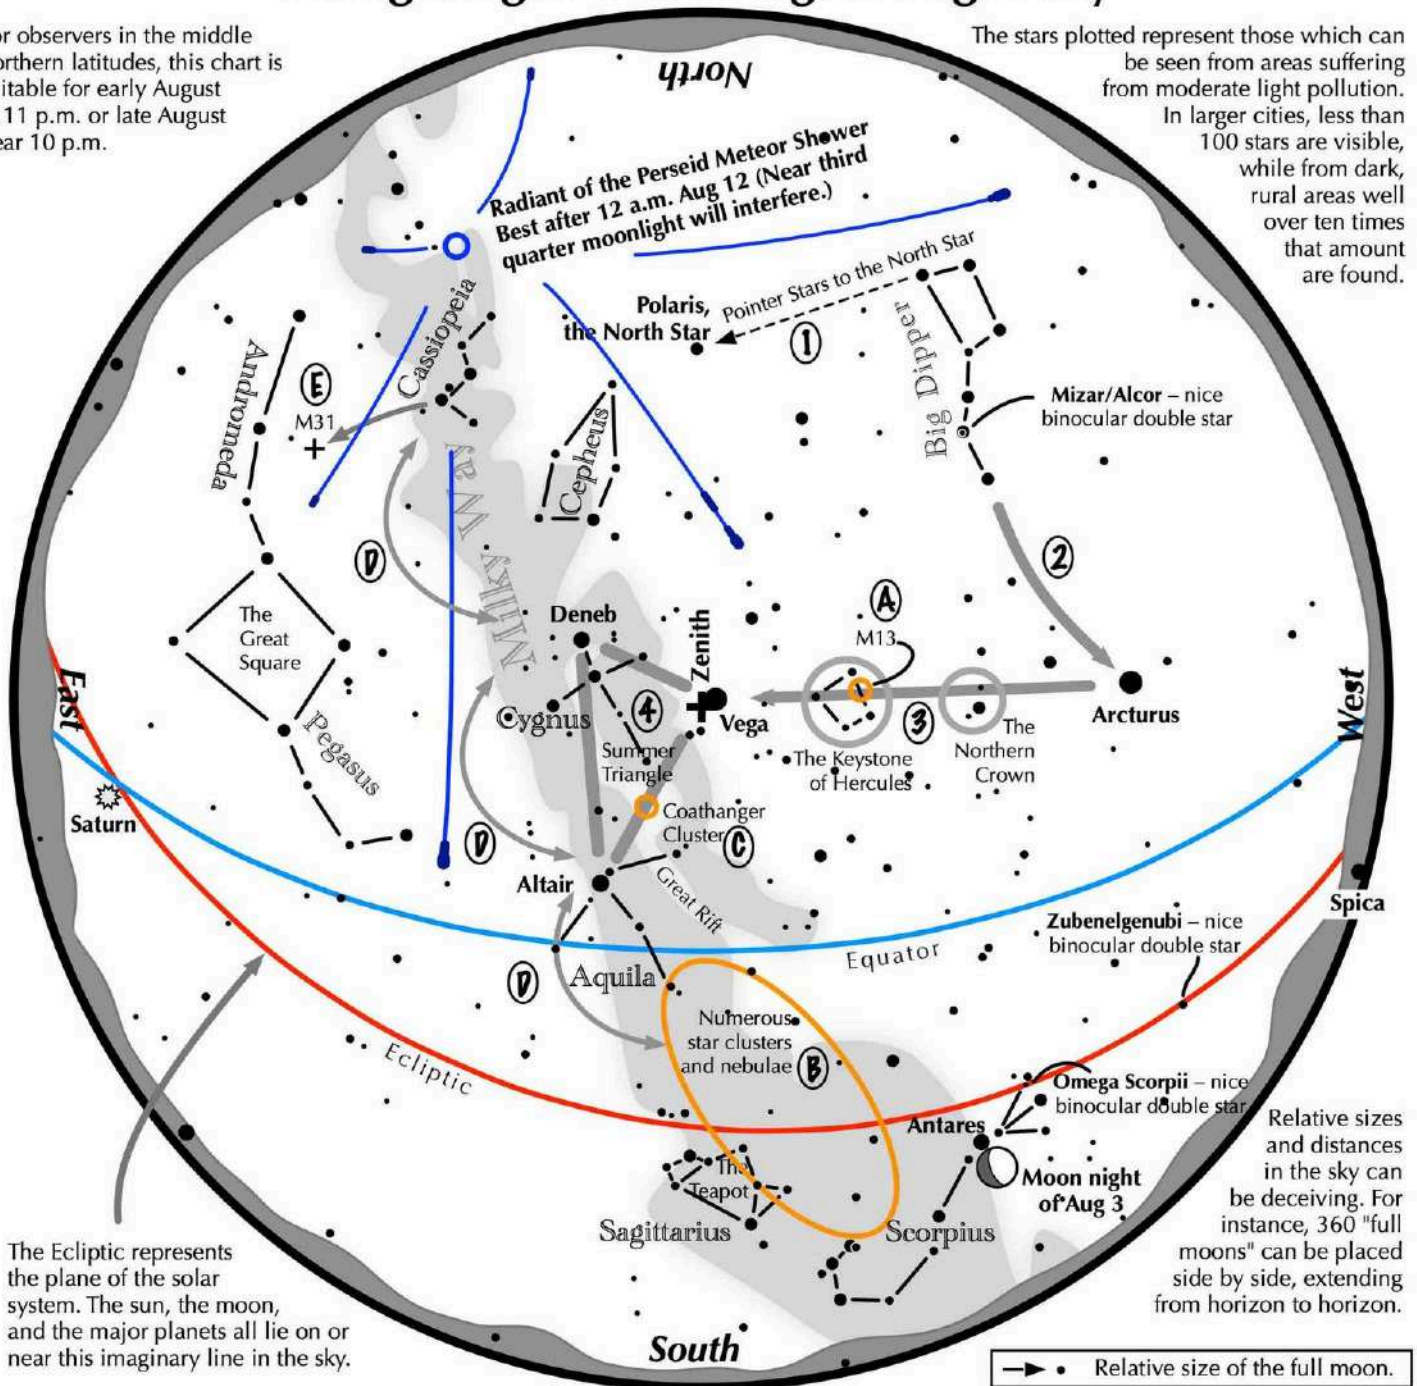 or observers in the middle
orthern latitudes, this chart is
itable for early August
11 p.m. or late August
ear 10 p.m.
The stars plotted represent those which can
be seen from areas suffering
from moderate light pollution.
In larger cities, less than
100 stars are visible,
while from dark,
rural areas well
over ten times
that amount
are found.
North
Radiant of the Perseid Meteor Shower
Best after 12 a.m. Aug 12 (Near third
quarter moonlight will interfere.)
Polaris,
the North Star
Pointer Stars to the North Star
1
Big Dipper
Mizar/Alcor – nice
binocular double star
Cassiopeia
Andromeda
E
M31
Cepheus
Milky Way
D
2
A
M13
The
Great
Square
Deneb
Zenith
East
Pegasus
Cygnus
4
Summer
Triangle
Vega
3
The Keystone
of Hercules
The
Northern
Crown
Arcturus
West
Saturn
Coathanger
Cluster
C
D
Altair
Great Rift
Spica
Zubenelgenubi – nice
binocular double star
Equator
D
Aquila
Numerous
star clusters
and nebulae
B
Ecliptic
Omega Scorpii – nice
binocular double star
Antares
Moon night
of Aug 3
The
Teapot
Sagittarius
Scorpius
South
The Ecliptic represents
the plane of the solar
system. The sun, the moon,
and the major planets all lie on or
near this imaginary line in the sky.
Relative sizes
and distances
in the sky can
be deceiving. For
instance, 360 "full
moons" can be placed
side by side, extending
from horizon to horizon.
Relative size of the full moon.